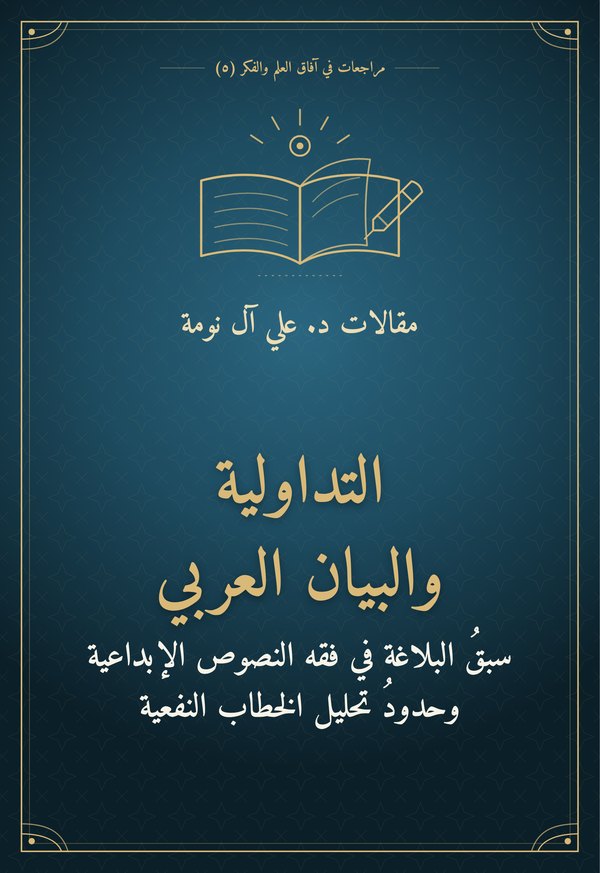 مراجعات في آفاق العلم والفكر (٥)
مقالات د. علي آل نومة
التداولية
والبيان العربي
سبقُ البلاغة في فقه النصوص الإبداعية
وحدودُ تحليل الخطاب النفعية